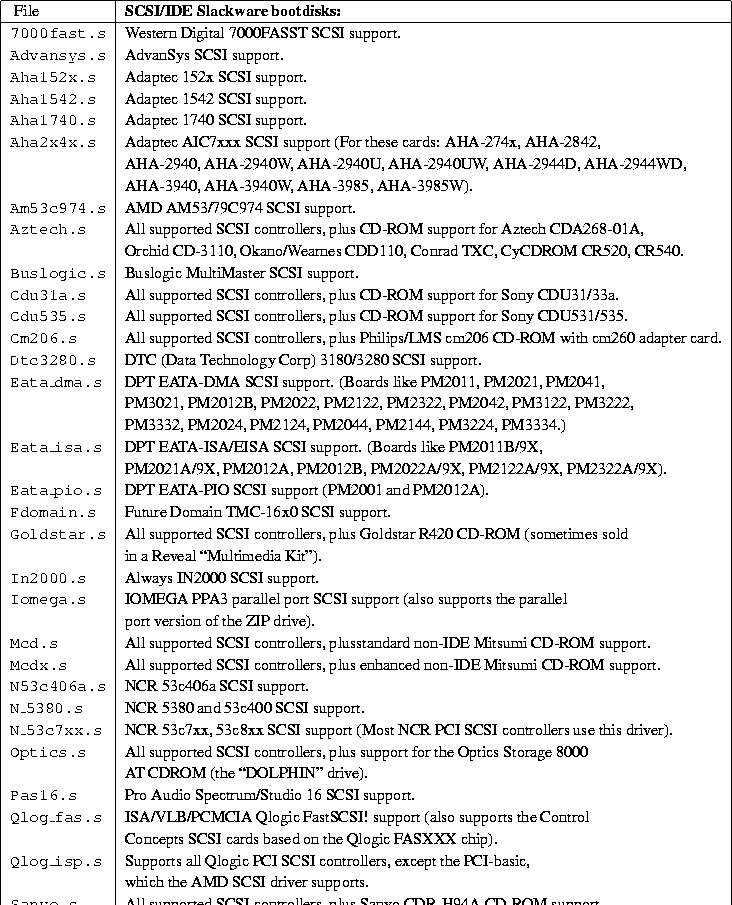 File SCSI/IDE Slackware bootdisks:
7000fast.s Western Digital 7000FASST SCSI support.
Advansys.s AdvanSys SCSI support.
Aha152x.s Adaptec 152x SCSI support.
Aha1542.s Adaptec 1542 SCSI support.
Aha1740.s Adaptec 1740 SCSI support.
Aha2x4x.s Adaptec AIC7xxx SCSI support (For these cards: AHA-274x, AHA-2842,
AHA-2940, AHA-2940W, AHA-2940U, AHA-2940UW, AHA-2944D, AHA-2944WD,
AHA-3940, AHA-3940W, AHA-3985, AHA-3985W).
Am53c974.s AMD AM53/79C974 SCSI support.
Aztech.s All supported SCSI controllers, plus CD-ROM support for Aztech CDA268-01A,
Orchid CD-3110, Okano/Wearnes CDD110, Conrad TXC, CyCDROM CR520, CR540.
Buslogic.s Buslogic MultiMaster SCSI support.
Cdu31a.s All supported SCSI controllers, plus CD-ROM support for Sony CDU31/33a.
Cdu535.s All supported SCSI controllers, plus CD-ROM support for Sony CDU531/535.
Cm206.s All supported SCSI controllers, plus Philips/LMS cm206 CD-ROM with cm260 adapter card.
Dtc3280.s DTC (Data Technology Corp) 3180/3280 SCSI support.
Eata_dma.s DPT EATA-DMA SCSI support. (Boards like PM2011, PM2021, PM2041,
PM3021, PM2012B, PM2022, PM2122, PM2322, PM2042, PM3122, PM3222,
PM3332, PM2024, PM2124, PM2044, PM2144, PM3224, PM3334.)
Eata_isa.s DPT EATA-ISA/EISA SCSI support. (Boards like PM2011B/9X,
PM2021A/9X, PM2012A, PM2012B, PM2022A/9X, PM2122A/9X, PM2322A/9X).
Eata_pio.s DPT EATA-PIO SCSI support (PM2001 and PM2012A).
Fdomain.s Future Domain TMC-16x0 SCSI support.
Goldstar.s All supported SCSI controllers, plus Goldstar R420 CD-ROM (sometimes sold
in a Reveal “Multimedia Kit”).
In2000.s Always IN2000 SCSI support.
Iomega.s IOMEGA PPA3 parallel port SCSI support (also supports the parallel
port version of the ZIP drive).
Mcd.s All supported SCSI controllers, plusstandard non-IDE Mitsumi CD-ROM support.
Mcdx.s All supported SCSI controllers, plus enhanced non-IDE Mitsumi CD-ROM support.
N53c406a.s NCR 53c406a SCSI support.
N_5380.s NCR 5380 and 53c400 SCSI support.
N_53c7xx.s NCR 53c7xx, 53c8xx SCSI support (Most NCR PCI SCSI controllers use this driver).
Optics.s All supported SCSI controllers, plus support for the Optics Storage 8000
AT CDROM (the “DOLPHIN” drive).
Pas16.s Pro Audio Spectrum/Studio 16 SCSI support.
Qlog_fas.s ISA/VLB/PCMCIA Qlogic FastSCSI! support (also supports the Control
Concepts SCSI cards based on the Qlogic FASXXX chip).
Qlog_isp.s Supports all Qlogic PCI SCSI controllers, except the PCI-basic,
which the AMD SCSI driver supports.
Sanyo.s All supported SCSI controllers, plus Sanyo CDR-H94A CD-ROM support.